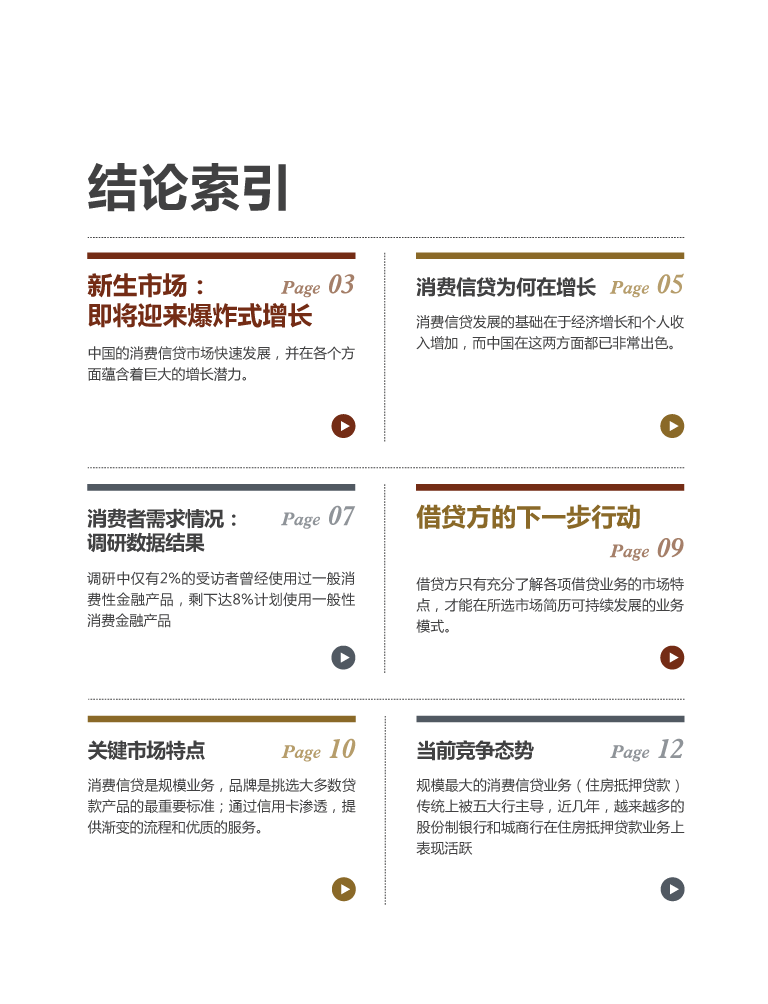 结论索引
新生市场：
Page 03
即将迎来爆炸式增长
中国的消费信贷市场快速发展，并在各个方
面蕴含着巨大的增长潜力。
消费信贷为何在增长 Page 05
消费信贷发展的基础在于经济增长和个人收
入增加，而中国在这两方面都已非常出色。
消费者需求情况：
Page 07
调研数据结果
调研中仅有2%的受访者曾经使用过一般消
费性金融产品，剩下达8%计划使用一般性
消费金融产品
借贷方的下一步行动
Page 09
借贷方只有充分了解各项借贷业务的市场特
点，才能在所选市场简历可持续发展的业务
模式。
关键市场特点 Page 10
消费信贷是规模业务，品牌是挑选大多数贷
款产品的最重要标准；通过信用卡渗透，提
供渐变的流程和优质的服务。
当前竞争态势 Page 12
规模最大的消费信贷业务（住房抵押贷款）
传统上被五大行主导，近几年，越来越多的
股份制银行和城商行在住房抵押贷款业务上
表现活跃